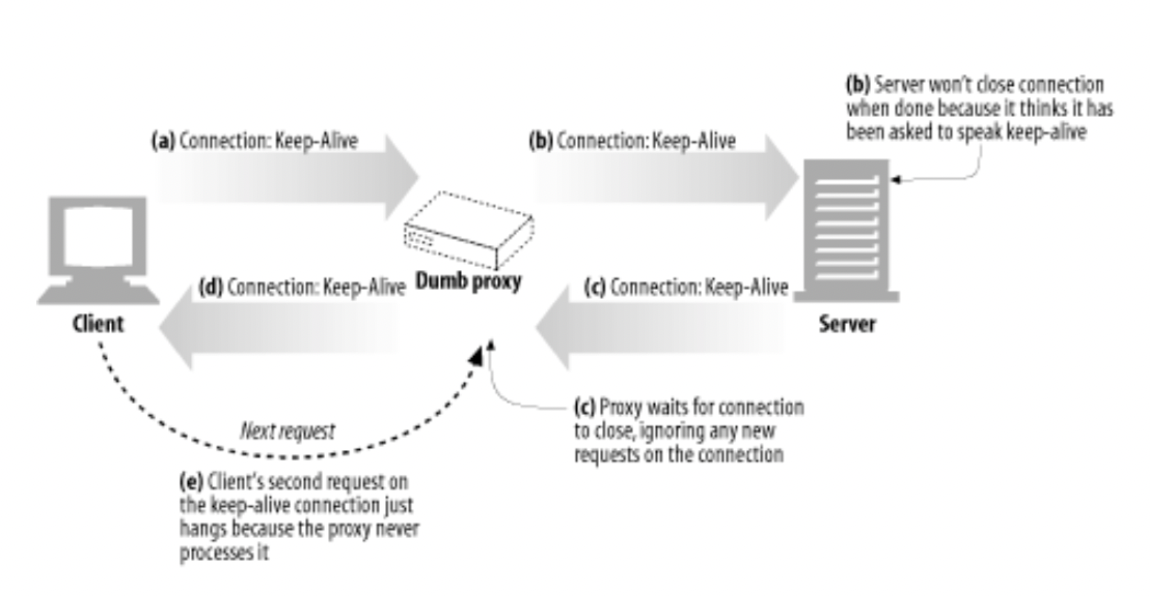 (b) Server won't close connection
when done because it thinks it has
been asked to speak keep-alive
(a) Connection: Keep-Alive
(b) Connection: Keep-Alive
(d) Connection: Keep-Alive
Dumb proxy
(c) Connection: Keep-Alive
Client
Server
Next request
(c) Proxy waits for connection
to close, ignoring any new
requests on the connection
(e) Client's second request on
the keep-alive connection just
hangs because the proxy never
processes it